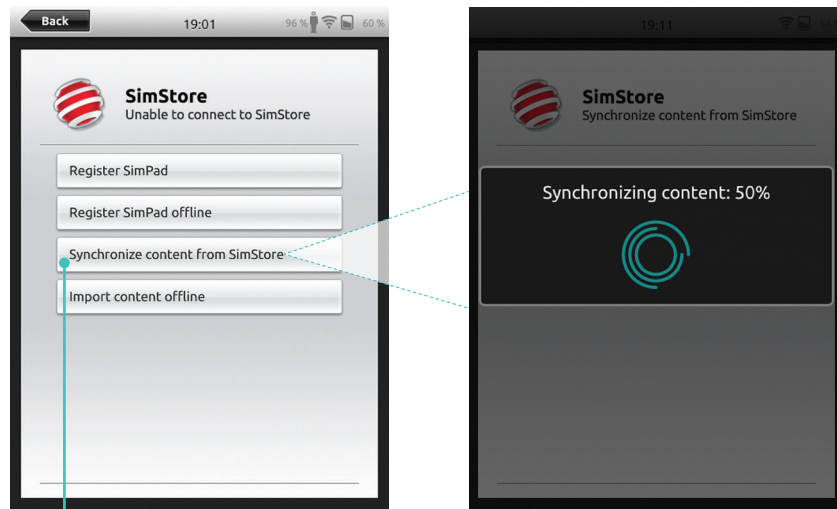 Back
19:01
96 %
60 %
SimStore
Unable to connect to SimStore
Register SimPad
Register SimPad offline
Synchronize content from SimStore
Import content offline
19:11
SimStore
Synchronize content from SimStore
Synchronizing content: 50%